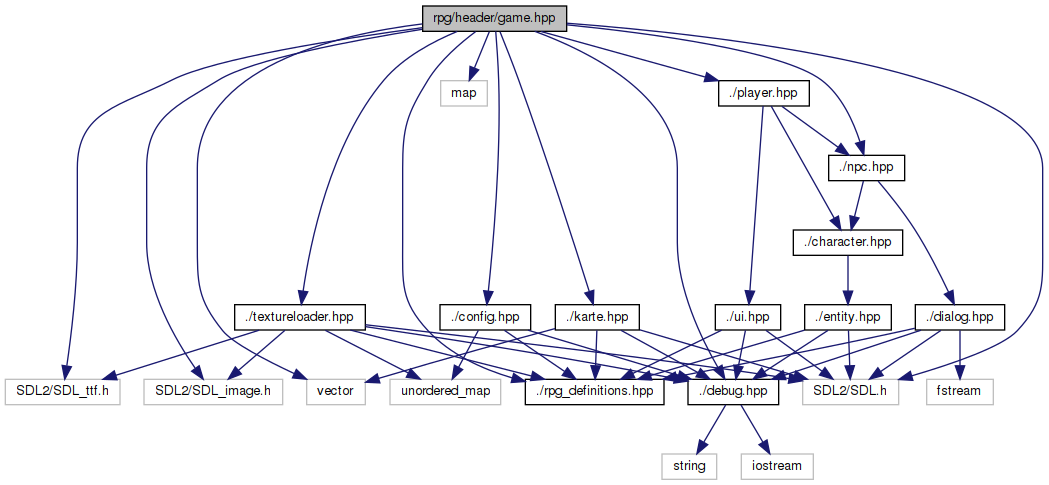 rpg/header/game.hpp
map
./player.hpp
./npc.hpp
./character.hpp
./textureloader.hpp
./config.hpp
./karte.hpp
./ui.hpp
./entity.hpp
./dialog.hpp
SDL2/SDL_ttf.h
SDL2/SDL_image.h
vector
unordered_map
./rpg_definitions.hpp
./debug.hpp
SDL2/SDL.h
fstream
string
iostream